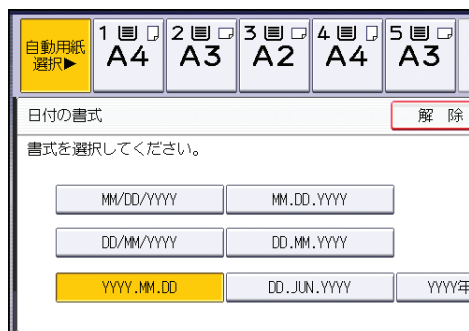 自動用紙
選択▶
1
A4
2
A3
3
A2
4
A4
5
A3
日付の書式
解 除
書式を選択してください。
MM/DD/YYYY
MM.DD.YYYY
DD/MM/YYYY
DD.MM.YYYY
YYYY.MM.DD
DD.JUN.YYYY
YYYY年